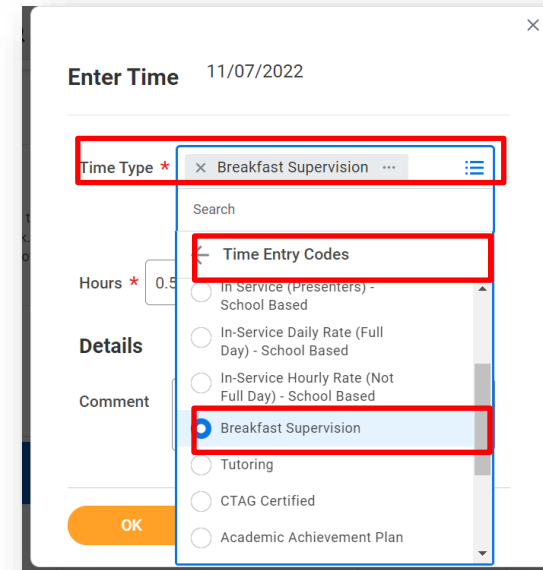 Enter Time 11/07/2022
Time Type * × Breakfast Supervision ...
Search
← Time Entry Codes
In Service (Presenters) -
School Based
Hours * 0.5
In-Service Daily Rate (Full
Day) - School Based
Details
In-Service Hourly Rate (Not
Full Day) - School Based
Comment
Breakfast Supervision
Tutoring
CTAG Certified
OK
Academic Achievement Plan